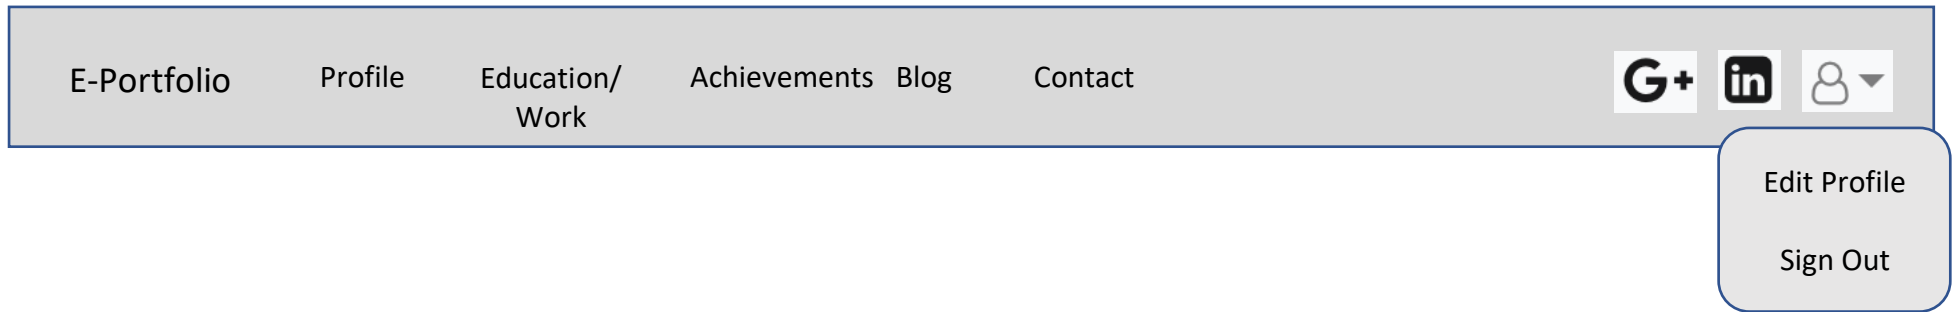 E-Portfolio
Profile
Education/
Work
Achievements
Blog
Contact
G+
in
Edit Profile
Sign Out